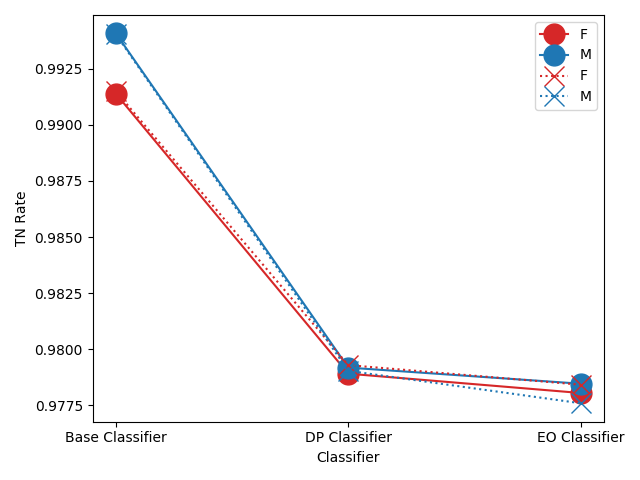 F
M
F
M
0.9925
0.9900
0.9875
0.9850
0.9825
0.9800
0.9775
TN Rate
Base Classifier
DP Classifier
EO Classifier
Classifier